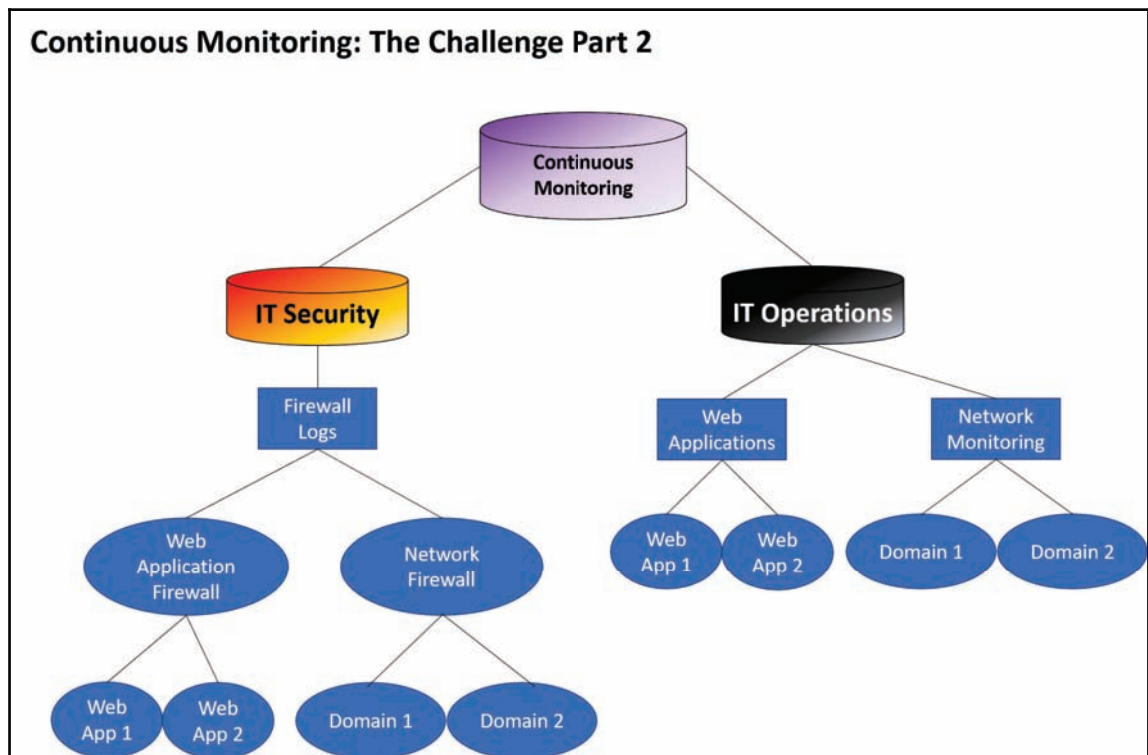 Continuous Monitoring: The Challenge Part 2
Continuous
Monitoring
IT Security
IT Operations
Firewall
Logs
Web
Applications
Network
Monitoring
Web
Application
Firewall
Network
Firewall
Web
App 1
Web
App 2
Domain 1
Domain 2
Web
App 1
Web
App 2
Domain 1
Domain 2